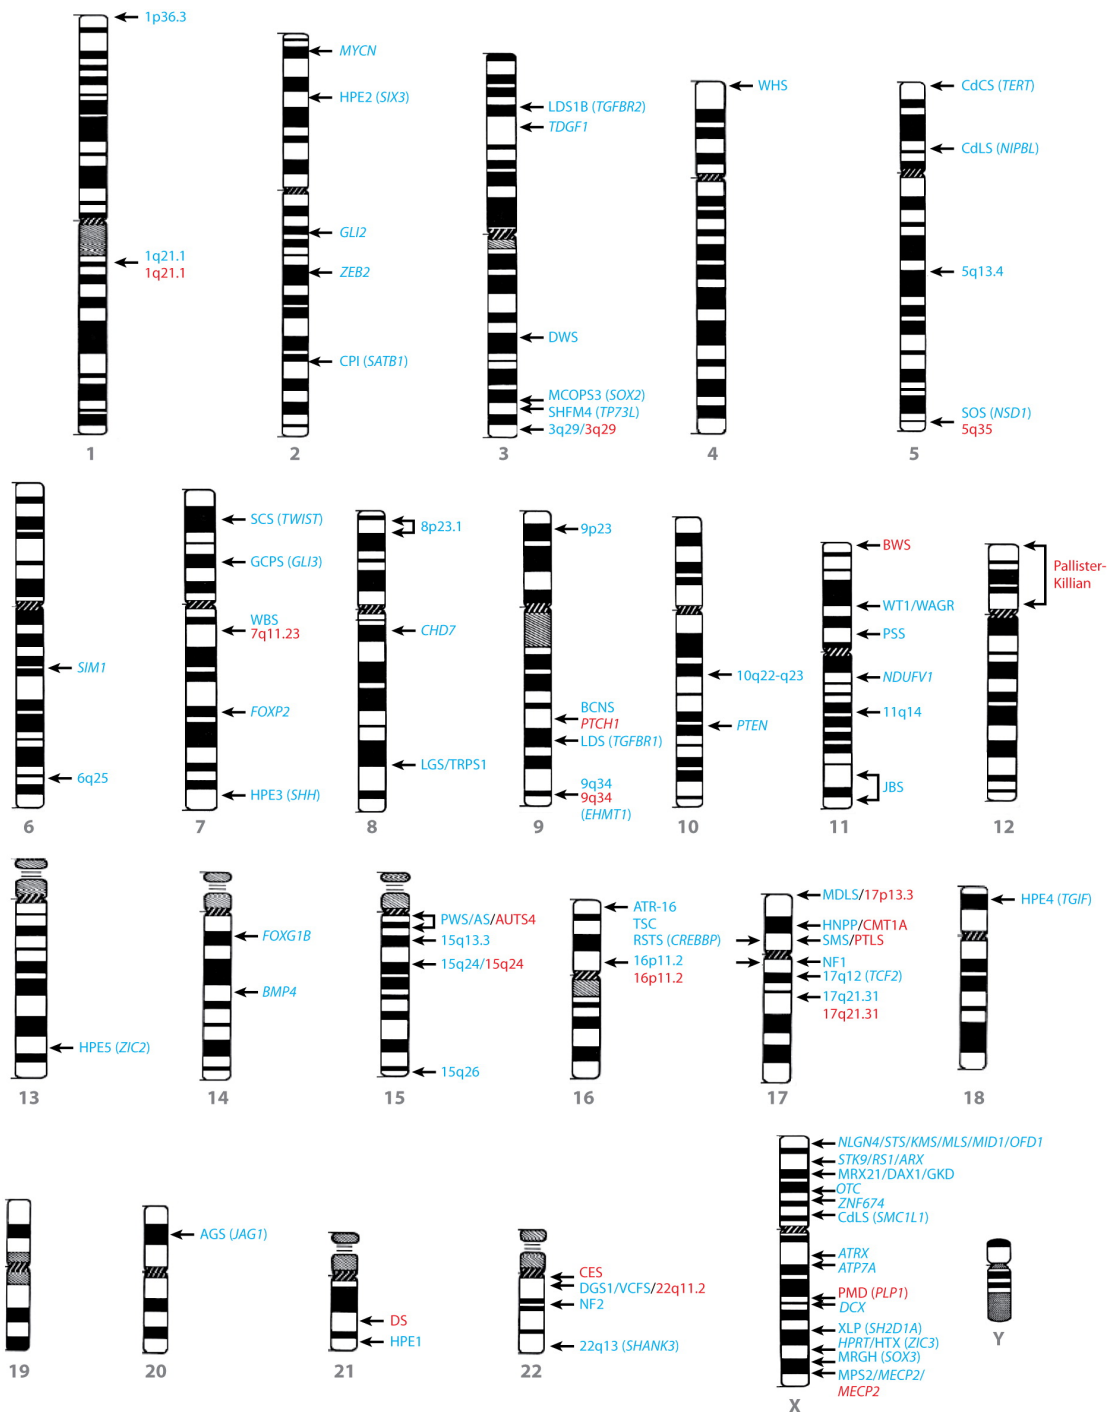 1p36.3
1q21.1
1q21.1
1
MYCN
HPE2 (SIX3)
GLI2
ZEB2
CPI (SATB1)
2
LDS1B (TGFBR2)
TDGF1
DWS
MCOPS3 (SOX2)
SHFM4 (TP73L)
3q29/3q29
3
WHS
4
CdCS (TERT)
CdLS (NIPBL)
5q13.4
SOS (NSD1)
5q35
5
SIM1
6q25
6
SCS (TWIST)
GCPS (GLI3)
WBS
7q11.23
FOXP2
HPE3 (SHH)
7
8p23.1
CHD7
LGS/TRPS1
8
9p23
BCNS
PTCH1
LDS (TGFBR1)
9q34
9q34
(EHMT1)
9
10q22-q23
PTEN
10
BWS
WT1/WAGR
PSS
NDUFV1
11q14
JBS
11
Pallister-
Killian
12
HPE5 (ZIC2)
13
FOXG1B
BMP4
14
PWS/AS/AUTS4
15q13.3
15q24/15q24
15q26
15
ATR-16
TSC
RSTS (CREBBP)
16p11.2
16p11.2
16
MDLS/17p13.3
HNPP/CMT1A
SMS/PTLS
NF1
17q12 (TCF2)
17q21.31
17q21.31
17
HPE4 (TGIF)
18
19
AGS (JAG1)
20
DS
HPE1
21
CES
DGS1/VCFS/22q11.2
NF2
22q13 (SHANK3)
22
NLGN4/STS/KMS/MLS/MID1/OFD1
STK9/RS1/ARX
MRX21/DAX1/GKD
OTC
ZNF674
CdLS (SMC1L1)
ATRX
ATP7A
PMD (PLP1)
DCX
XLP (SH2D1A)
HPRT/HTX (ZIC3)
MRGH (SOX3)
MPS2/MECP2/
MECP2
X
Y